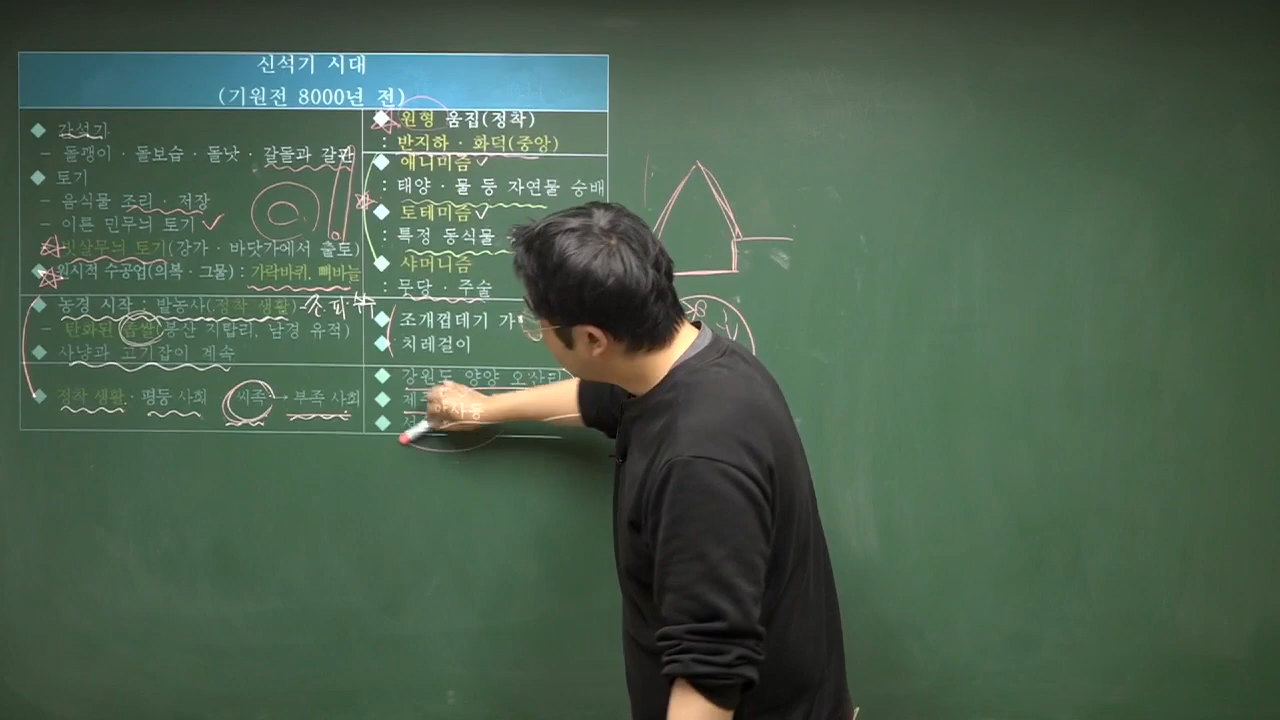 신석기 시대
(기원전 8000년 전)
◆ 간석기
- 돌괭이 · 돌보습 · 돌낫 · 갈돌과 갈판
◆ 토기
- 음식물 조리 · 저장
- 이른 민무늬 토기
빗살무늬 토기(강가 · 바닷가에서 출토)
◆ 원시적 수공업(의복 · 그물) : 가락바퀴, 뼈바늘
◆ 농경 시작 : 밭농사(정착 생활) - 조 피 수수
- 탄화된 좁쌀(봉산 지탑리, 남경 유적)
◆ 사냥과 고기잡이 계속
◆ 정착 생활 · 평등 사회 씨족 → 부족 사회
◆ 원형 움집(정착)
: 반지하 · 화덕(중앙)
◆ 애니미즘
: 태양 · 물 등 자연물 숭배
◆ 토테미즘
: 특정 동식물
◆ 샤머니즘
: 뭇당 · 주술
◆ 조개껍데기 가
◆ 치레걸이
◆ 강원도 양양 오산리
◆ 제주
◆